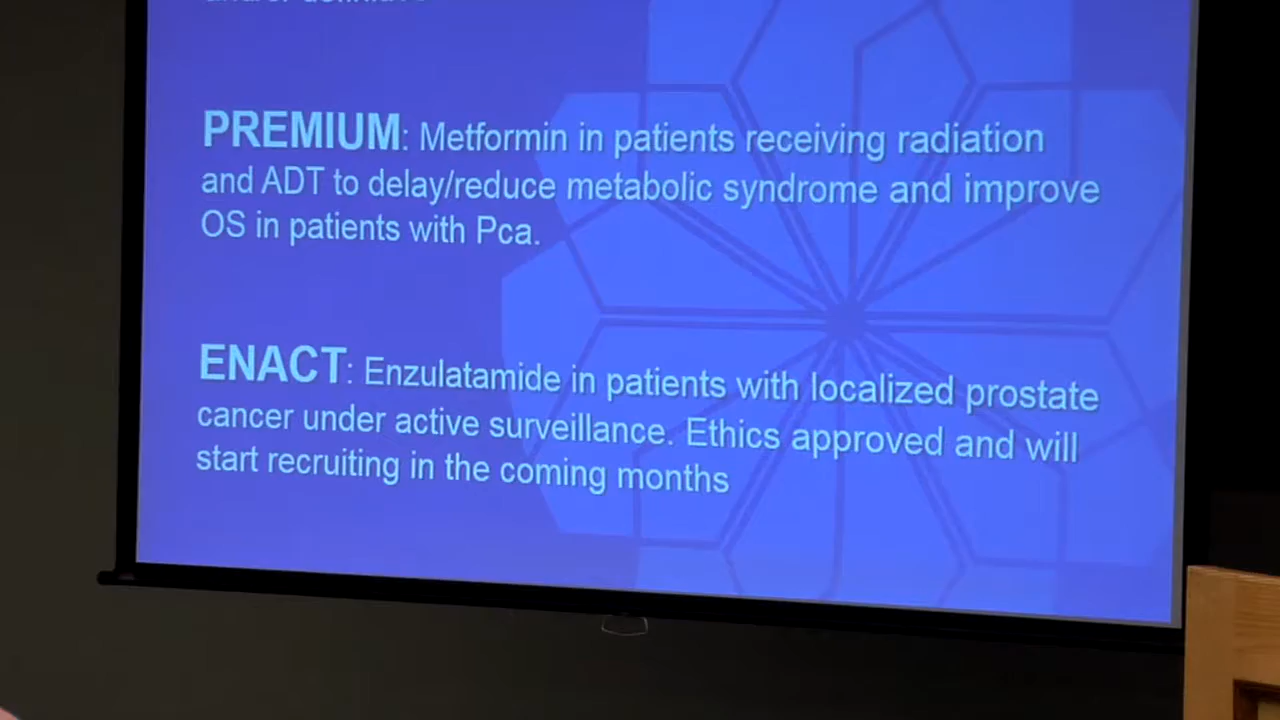 PREMIUM: Metformin in patients receiving radiation
and ADT to delay/reduce metabolic syndrome and improve
OS in patients with Pca.
ENACT: Enzulatamide in patients with localized prostate
cancer under active surveillance. Ethics approved and will
start recruiting in the coming months